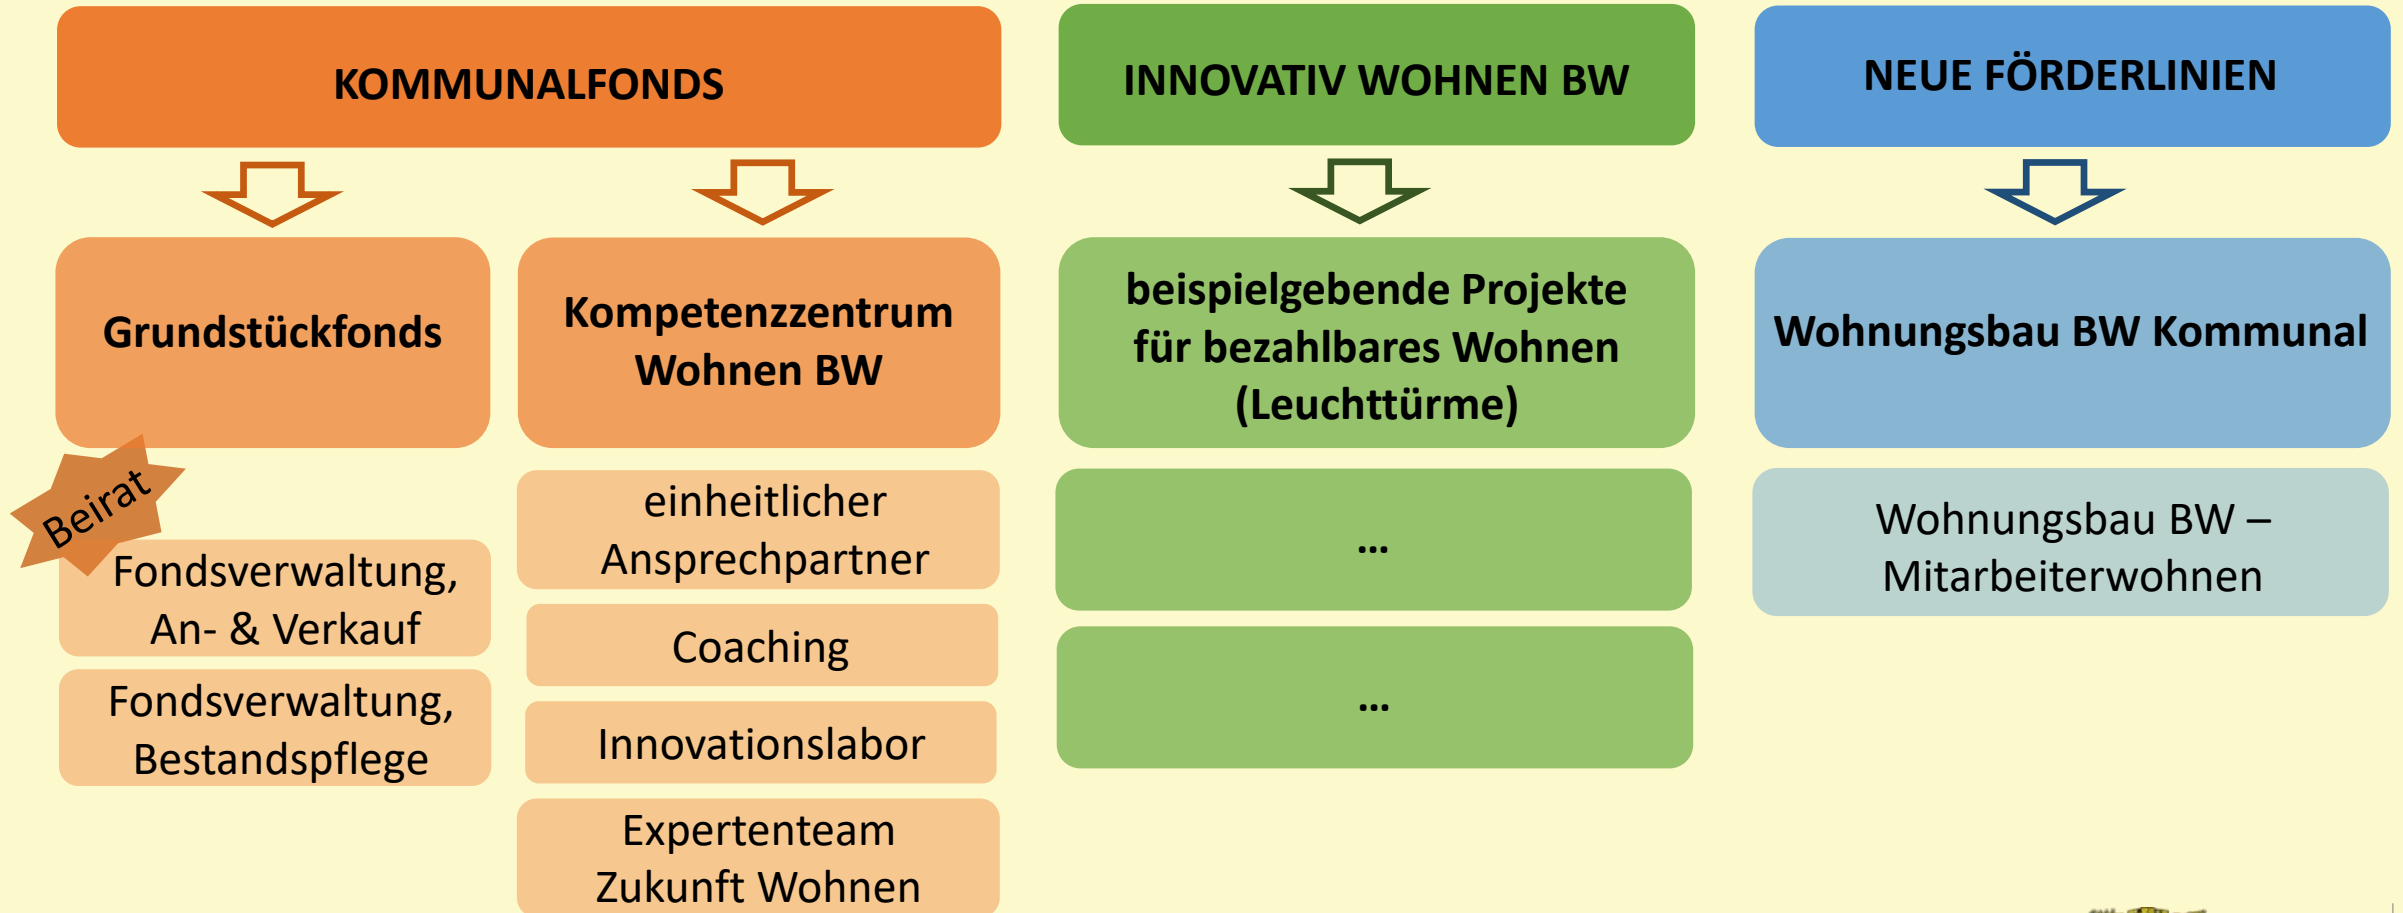 KOMMUNALFONDS
INNOVATIV WOHNEN BW
NEUE FÖRDERLINIEN
Grundstückfonds
Kompetenzzentrum
Wohnen BW
beispielgebende Projekte
für bezahlbares Wohnen
(Leuchttürme)
Wohnungsbau BW Kommunal
Beirat
Fondsverwaltung,
An- & Verkauf
Fondsverwaltung,
Bestandspflege
einheitlicher
Ansprechpartner
Coaching
Innovationslabor
Expertenteam
Zukunft Wohnen
...
...
Wohnungsbau BW –
Mitarbeiterwohnen